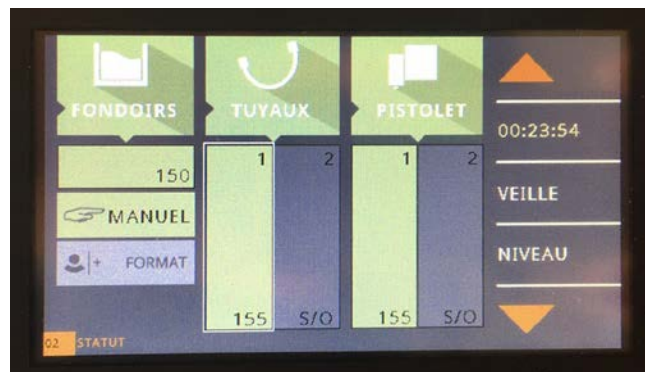 FONDOIRS TUYAUX PISTOLET
00:23:54
150 1 2 1 2
MANUEL VEILLE
+ FORMAT NIVEAU
155 S/O 155 S/O
02 STATUT